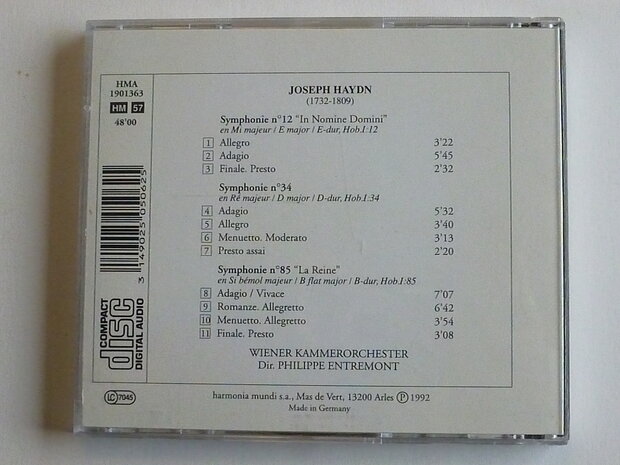 HMA
1901363
HM 57
48'00
3 149025 050625
COMPACT
disc
DIGITAL AUDIO
LC 7045
JOSEPH HAYDN
(1732-1809)
Symphonie n°12 "In Nomine Domini"
en Mi majeur / E major / E-dur, Hob.I:12
1 Allegro 3'22
2 Adagio 5'45
3 Finale. Presto 2'32
Symphonie n°34
en Ré majeur / D major / D-dur, Hob.I:34
4 Adagio 5'32
5 Allegro 3'40
6 Menuetto. Moderato 3'13
7 Presto assai 2'20
Symphonie n°85 "La Reine"
en Si bémol majeur / B flat major / B-dur, Hob.I:85
8 Adagio / Vivace 7'07
9 Romanze. Allegretto 6'42
10 Menuetto. Allegretto 3'54
11 Finale. Presto 3'08
WIENER KAMMERORCHESTER
Dir. PHILIPPE ENTREMONT
harmonia mundi s.a., Mas de Vert, 13200 Arles Ⓟ 1992
Made in Germany